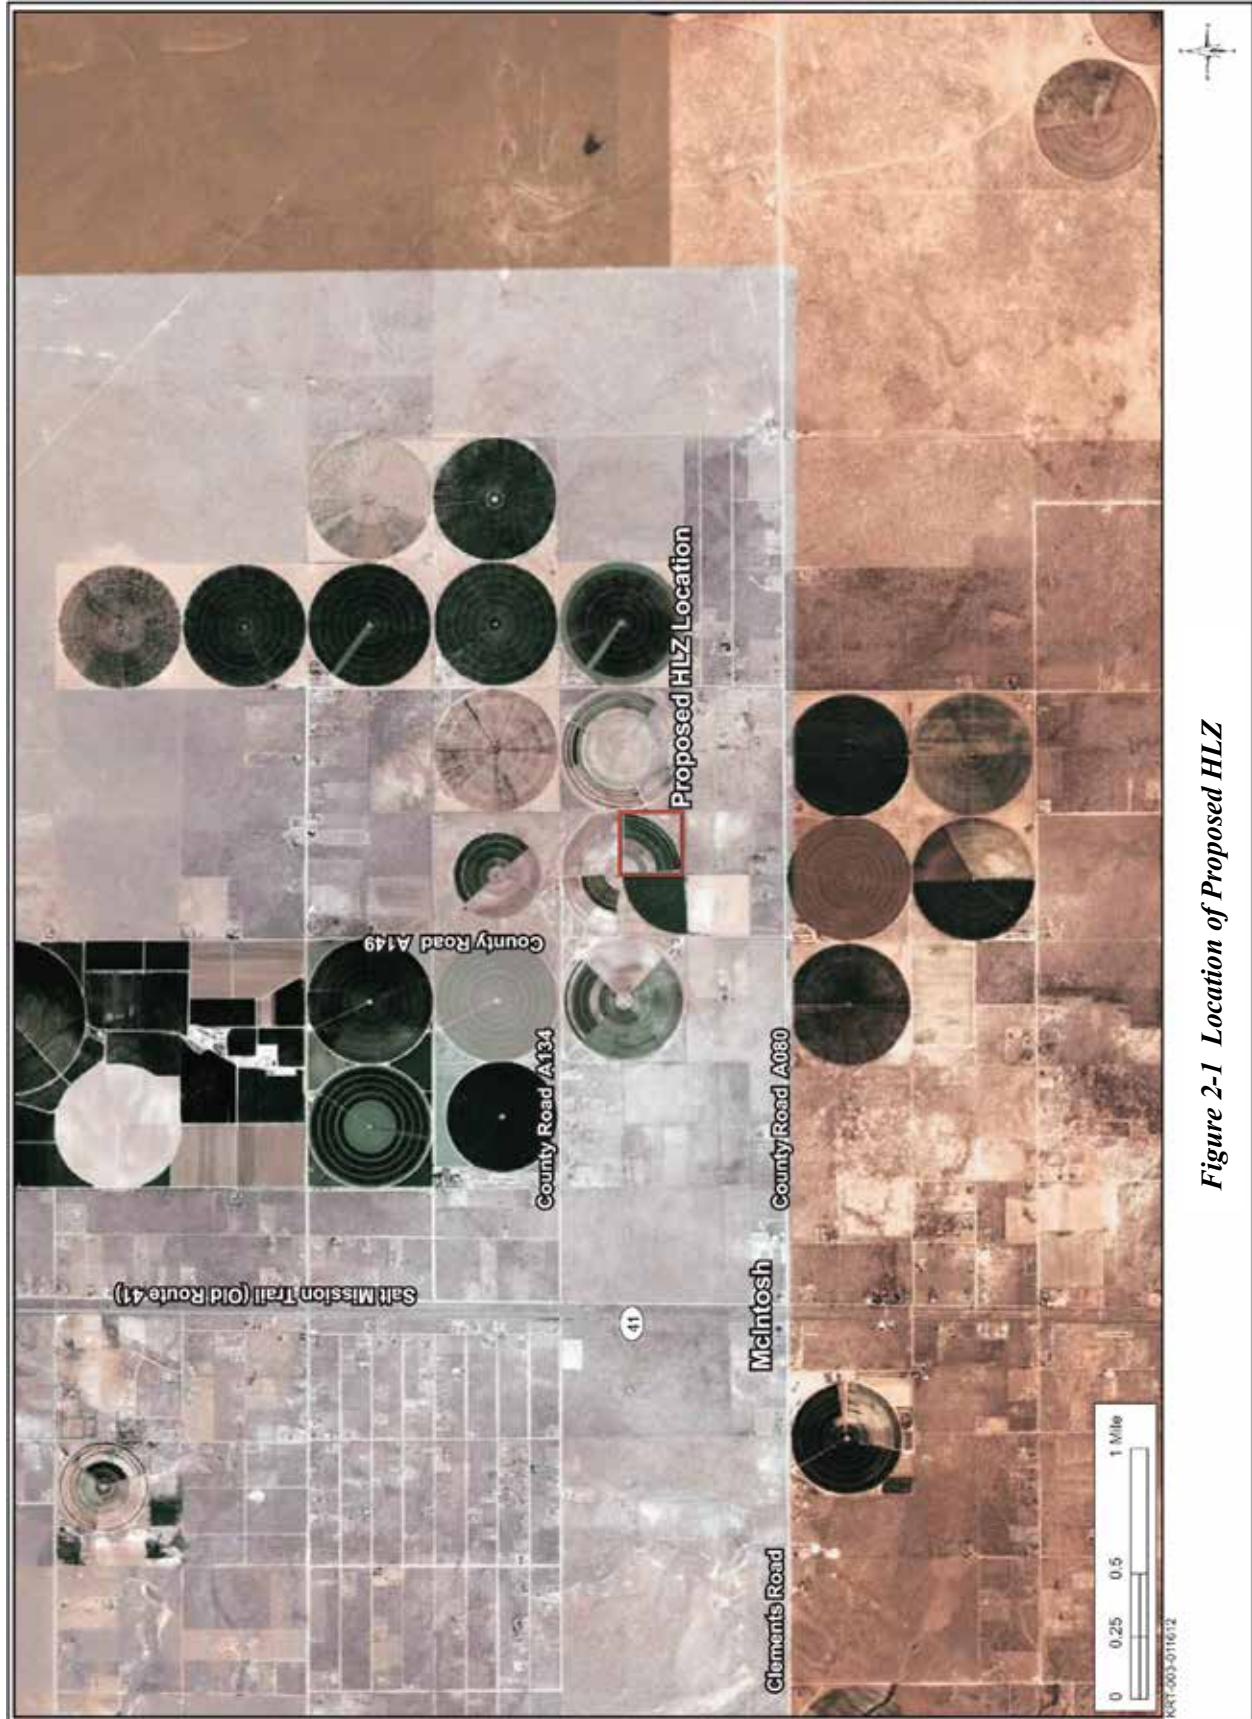 Salt Mission Trail (Old Route 41)
County Road A149
County Road A134
Proposed HLZ Location
41
McIntosh
County Road A080
Clements Road
0 0.25 0.5 1 Mile
KRT-003-011612
Figure 2-1 Location of Proposed HLZ